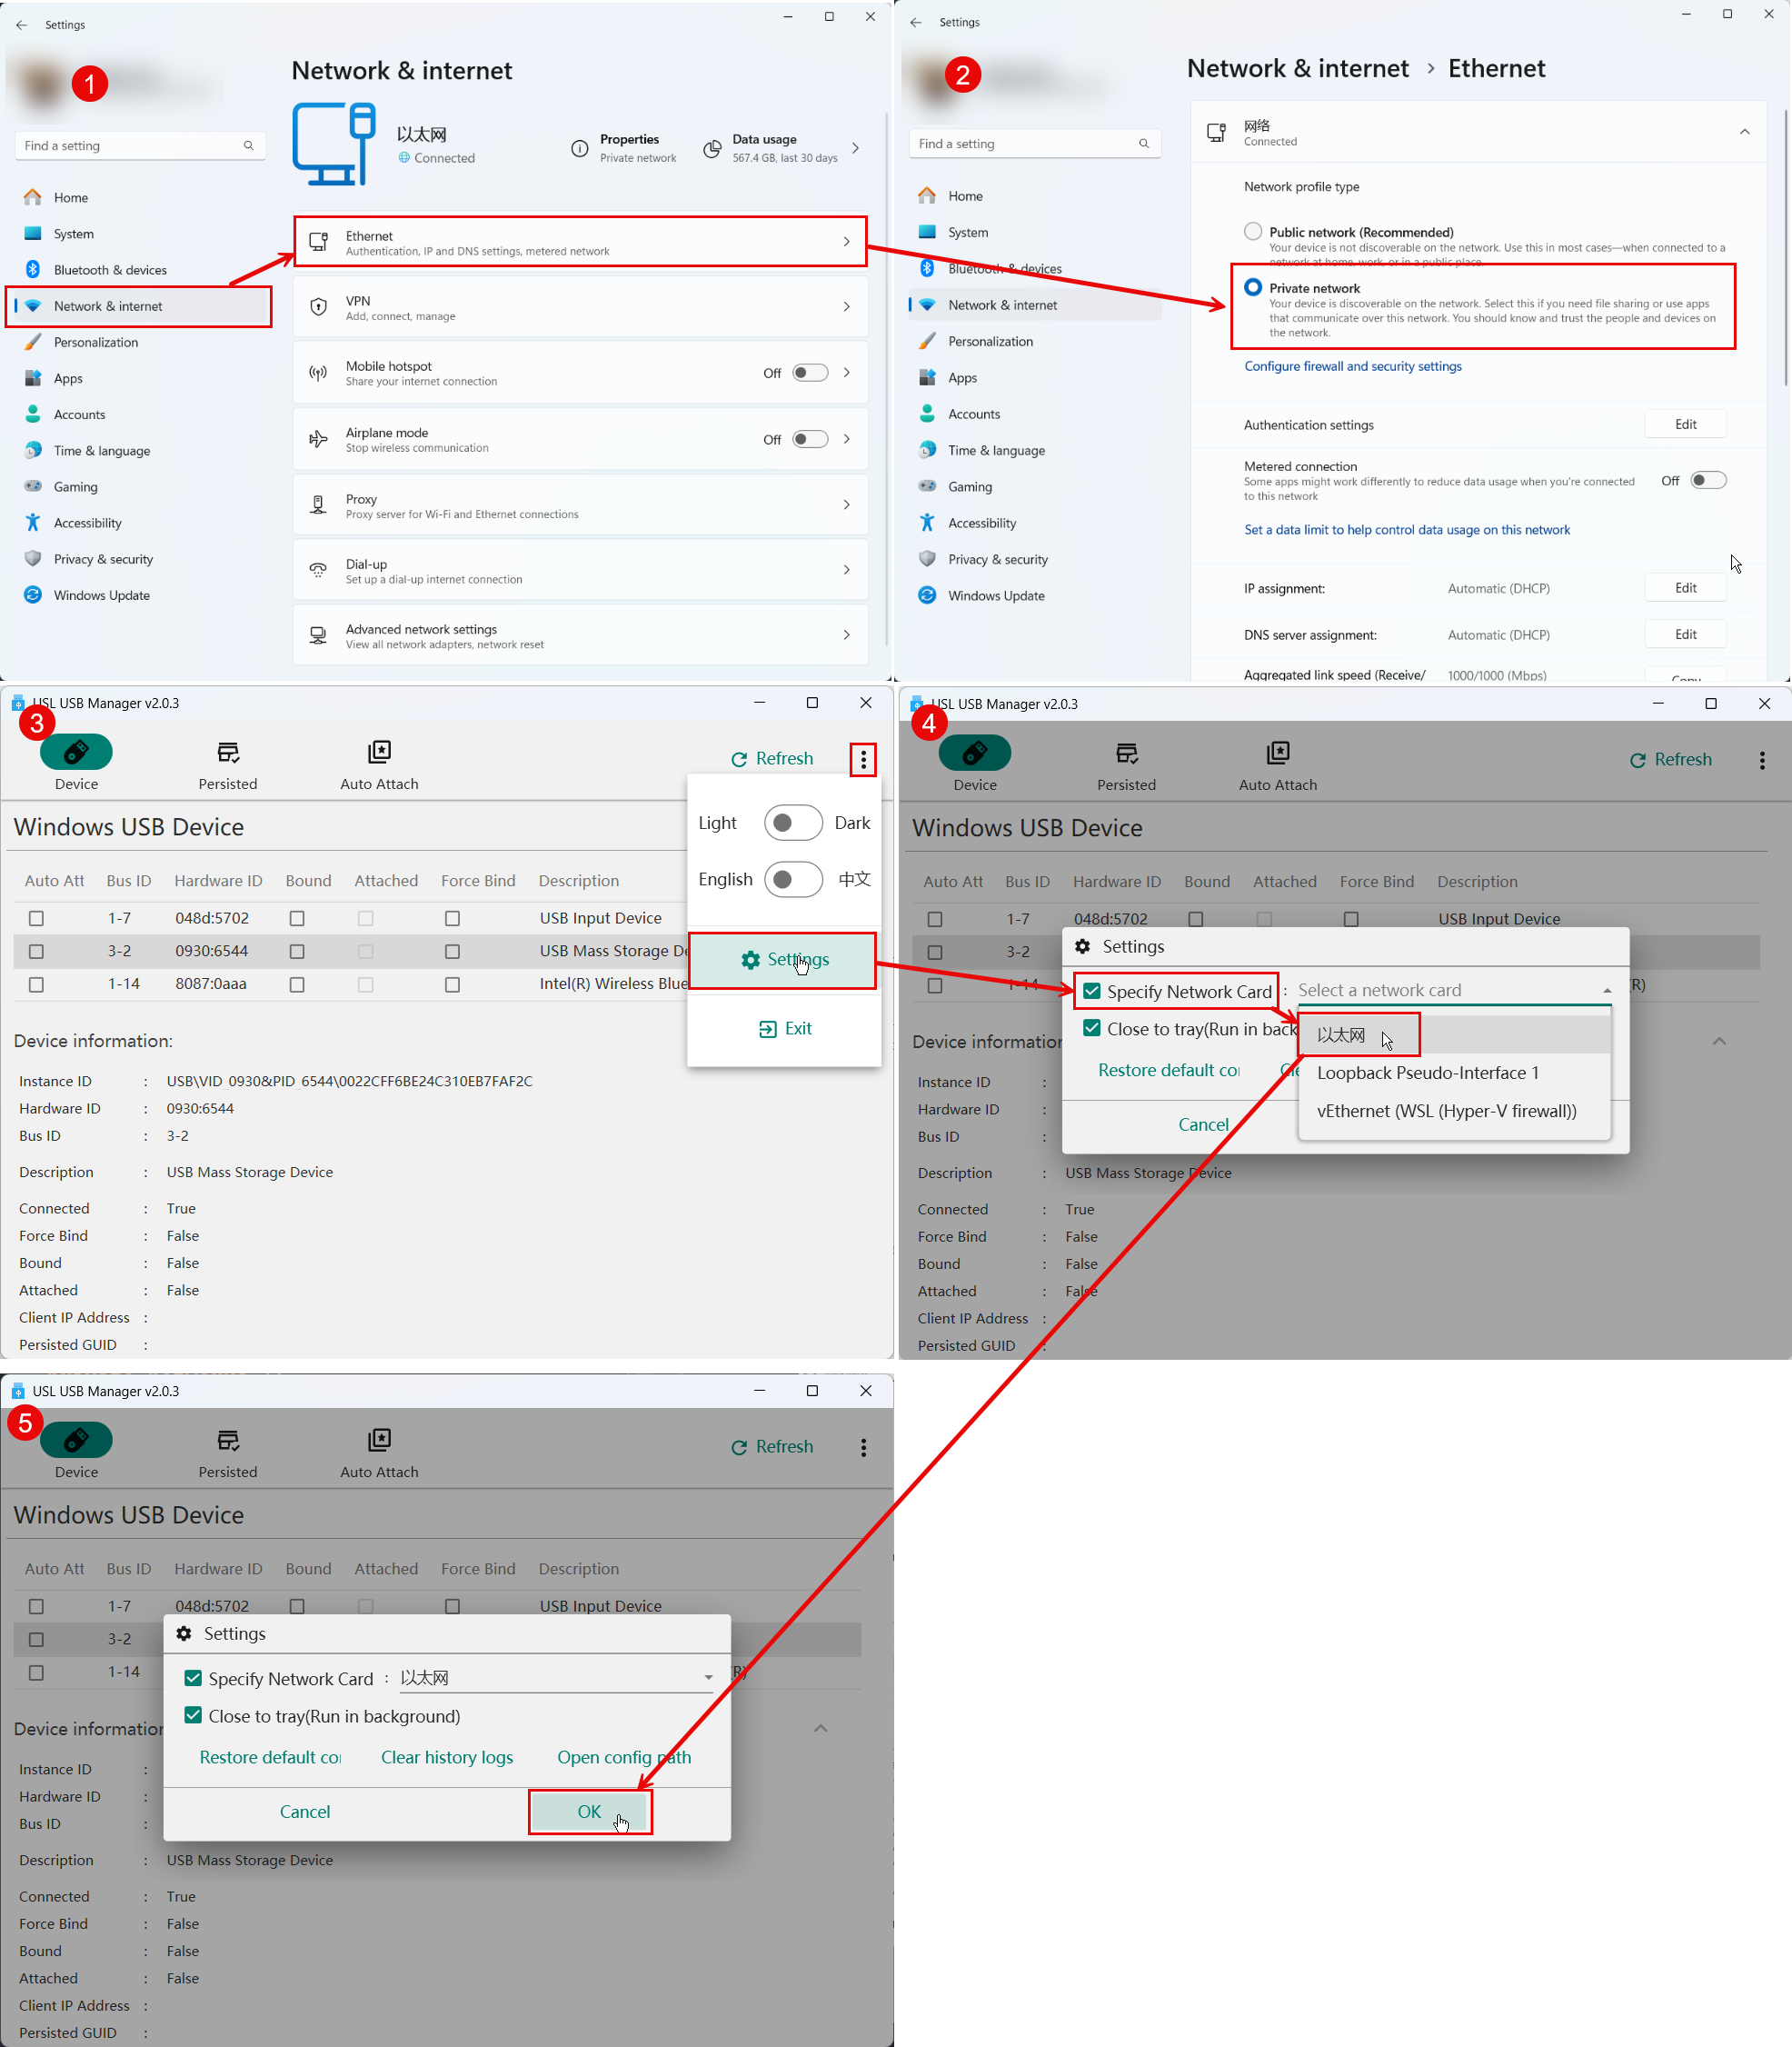 Settings
1
Find a setting
Home
System
Bluetooth & devices
Network & internet
Personalization
Apps
Accounts
Time & language
Gaming
Accessibility
Privacy & security
Windows Update
Network & internet
以太网
Connected
Properties
Private network
Data usage
567.4 GB, last 30 days
Ethernet
Authentication, IP and DNS settings, metered network
VPN
Add, connect, manage
Mobile hotspot
Share your internet connection
Off
Airplane mode
Stop wireless communication
Off
Proxy
Proxy server for Wi-Fi and Ethernet connections
Dial-up
Set up a dial-up internet connection
Advanced network settings
View all network adapters, network reset
Settings
2
Find a setting
Home
System
Bluetooth & devices
Network & internet
Personalization
Apps
Accounts
Time & language
Gaming
Accessibility
Privacy & security
Windows Update
Network & internet › Ethernet
网络
Connected
Network profile type
Public network (Recommended)
Your device is not discoverable on the network. Use this in most cases—when connected to a
network at home, work, or in a public place.
Private network
Your device is discoverable on the network. Select this if you need file sharing or use apps
that communicate over this network. You should know and trust the people and devices on
the network.
Configure firewall and security settings
Authentication settings
Edit
Metered connection
Some apps might work differently to reduce data usage when you're connected
to this network
Off
Set a data limit to help control data usage on this network
IP assignment: Automatic (DHCP) Edit
DNS server assignment: Automatic (DHCP) Edit
Aggregated link speed (Receive/ 1000/1000 (Mbps) Copy
USL USB Manager v2.0.3
3
Device Persisted Auto Attach
Refresh
Light Dark
English 中文
Settings
Exit
Windows USB Device
Auto Att Bus ID Hardware ID Bound Attached Force Bind Description
1-7 048d:5702 USB Input Device
3-2 0930:6544 USB Mass Storage De
1-14 8087:0aaa Intel(R) Wireless Blue
Device information:
Instance ID : USB\VID_0930&PID_6544\0022CFF6BE24C310EB7FAF2C
Hardware ID : 0930:6544
Bus ID : 3-2
Description : USB Mass Storage Device
Connected : True
Force Bind : False
Bound : False
Attached : False
Client IP Address :
Persisted GUID :
USL USB Manager v2.0.3
4
Device Persisted Auto Attach
Refresh
Windows USB Device
Auto Att Bus ID Hardware ID Bound Attached Force Bind Description
1-7 048d:5702 USB Input Device
3-2
1-14 (R)
Settings
Specify Network Card : Select a network card
以太网
Loopback Pseudo-Interface 1
vEthernet (WSL (Hyper-V firewall))
Close to tray(Run in back
Restore default co
Cancel
Device information
Instance ID :
Hardware ID :
Bus ID :
Description : USB Mass Storage Device
Connected : True
Force Bind : False
Bound : False
Attached : False
Client IP Address :
Persisted GUID :
USL USB Manager v2.0.3
5
Device Persisted Auto Attach
Refresh
Windows USB Device
Auto Att Bus ID Hardware ID Bound Attached Force Bind Description
1-7 048d:5702 USB Input Device
3-2
1-14 (R)
Settings
Specify Network Card : 以太网
Close to tray(Run in background)
Restore default co Clear history logs Open config path
Cancel OK
Device information
Instance ID :
Hardware ID :
Bus ID :
Description : USB Mass Storage Device
Connected : True
Force Bind : False
Bound : False
Attached : False
Client IP Address :
Persisted GUID :